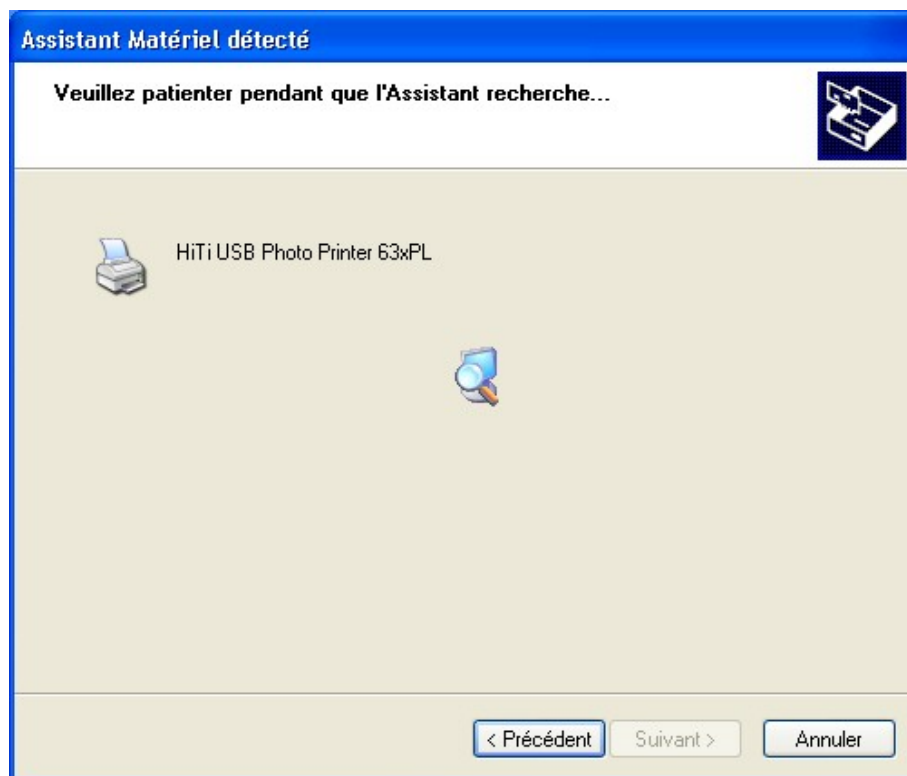 Assistant Matériel détecté
Veuillez patienter pendant que l'Assistant recherche...
HiTi USB Photo Printer 63xPL
< Précédent Suivant > Annuler